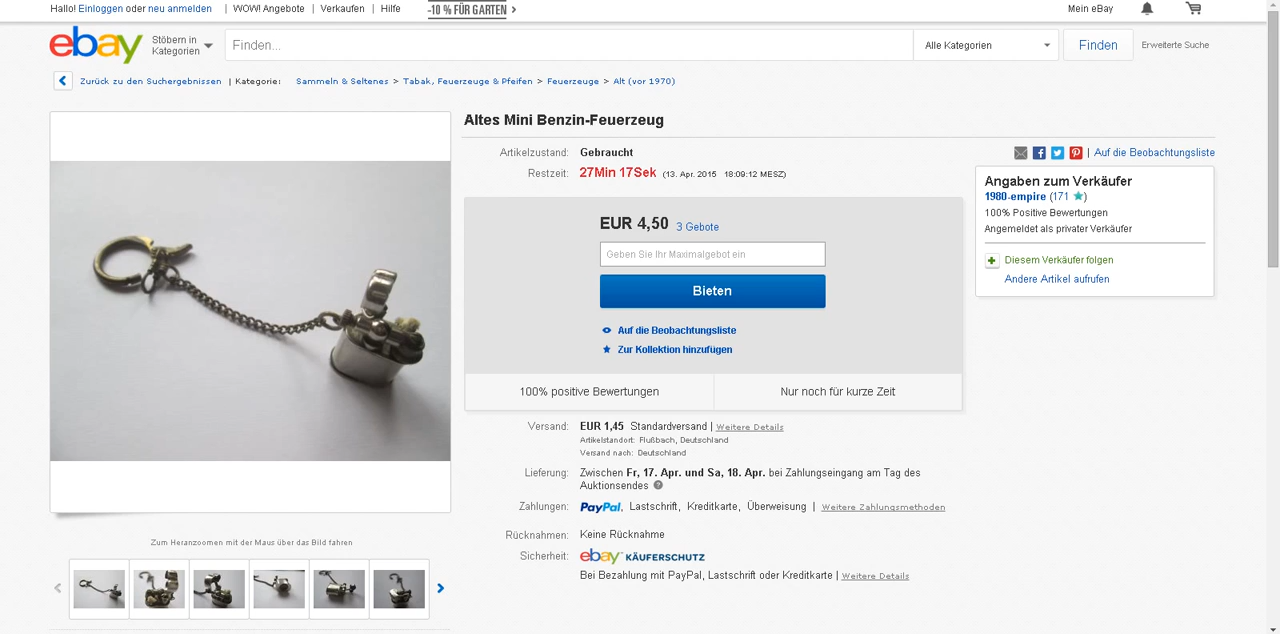 Hallo! Einloggen oder neu anmelden | WOW! Angebote | Verkaufen | Hilfe -10 % FÜR GARTEN > Mein eBay
ebay Stöbern in Kategorien Finden... Alle Kategorien Finden Erweiterte Suche
Zurück zu den Suchergebnissen | Kategorie: Sammeln & Seltenes > Tabak, Feuerzeuge & Pfeifen > Feuerzeuge > Alt (vor 1970)
Altes Mini Benzin-Feuerzeug
Artikelzustand: Gebraucht
Restzeit: 27Min 17Sek (13. Apr. 2015 18:09:12 MESZ)
EUR 4,50 3 Gebote
Geben Sie Ihr Maximalgebot ein
Bieten
Auf die Beobachtungsliste
Zur Kollektion hinzufügen
100% positive Bewertungen Nur noch für kurze Zeit
| Auf die Beobachtungsliste
Angaben zum Verkäufer
1980-empire (171)
100% Positive Bewertungen
Angemeldet als privater Verkäufer
Diesem Verkäufer folgen
Andere Artikel aufrufen
Versand: EUR 1,45 Standardversand | Weitere Details
Artikelstandort: Flußbach, Deutschland
Versand nach: Deutschland
Lieferung: Zwischen Fr, 17. Apr. und Sa, 18. Apr. bei Zahlungseingang am Tag des
Auktionsendes
Zahlungen: PayPal, Lastschrift, Kreditkarte, Überweisung | Weitere Zahlungsmethoden
Rücknahmen: Keine Rücknahme
Sicherheit: ebay KÄUFERSCHUTZ
Bei Bezahlung mit PayPal, Lastschrift oder Kreditkarte | Weitere Details
Zum Heranzoomen mit der Maus über das Bild fahren